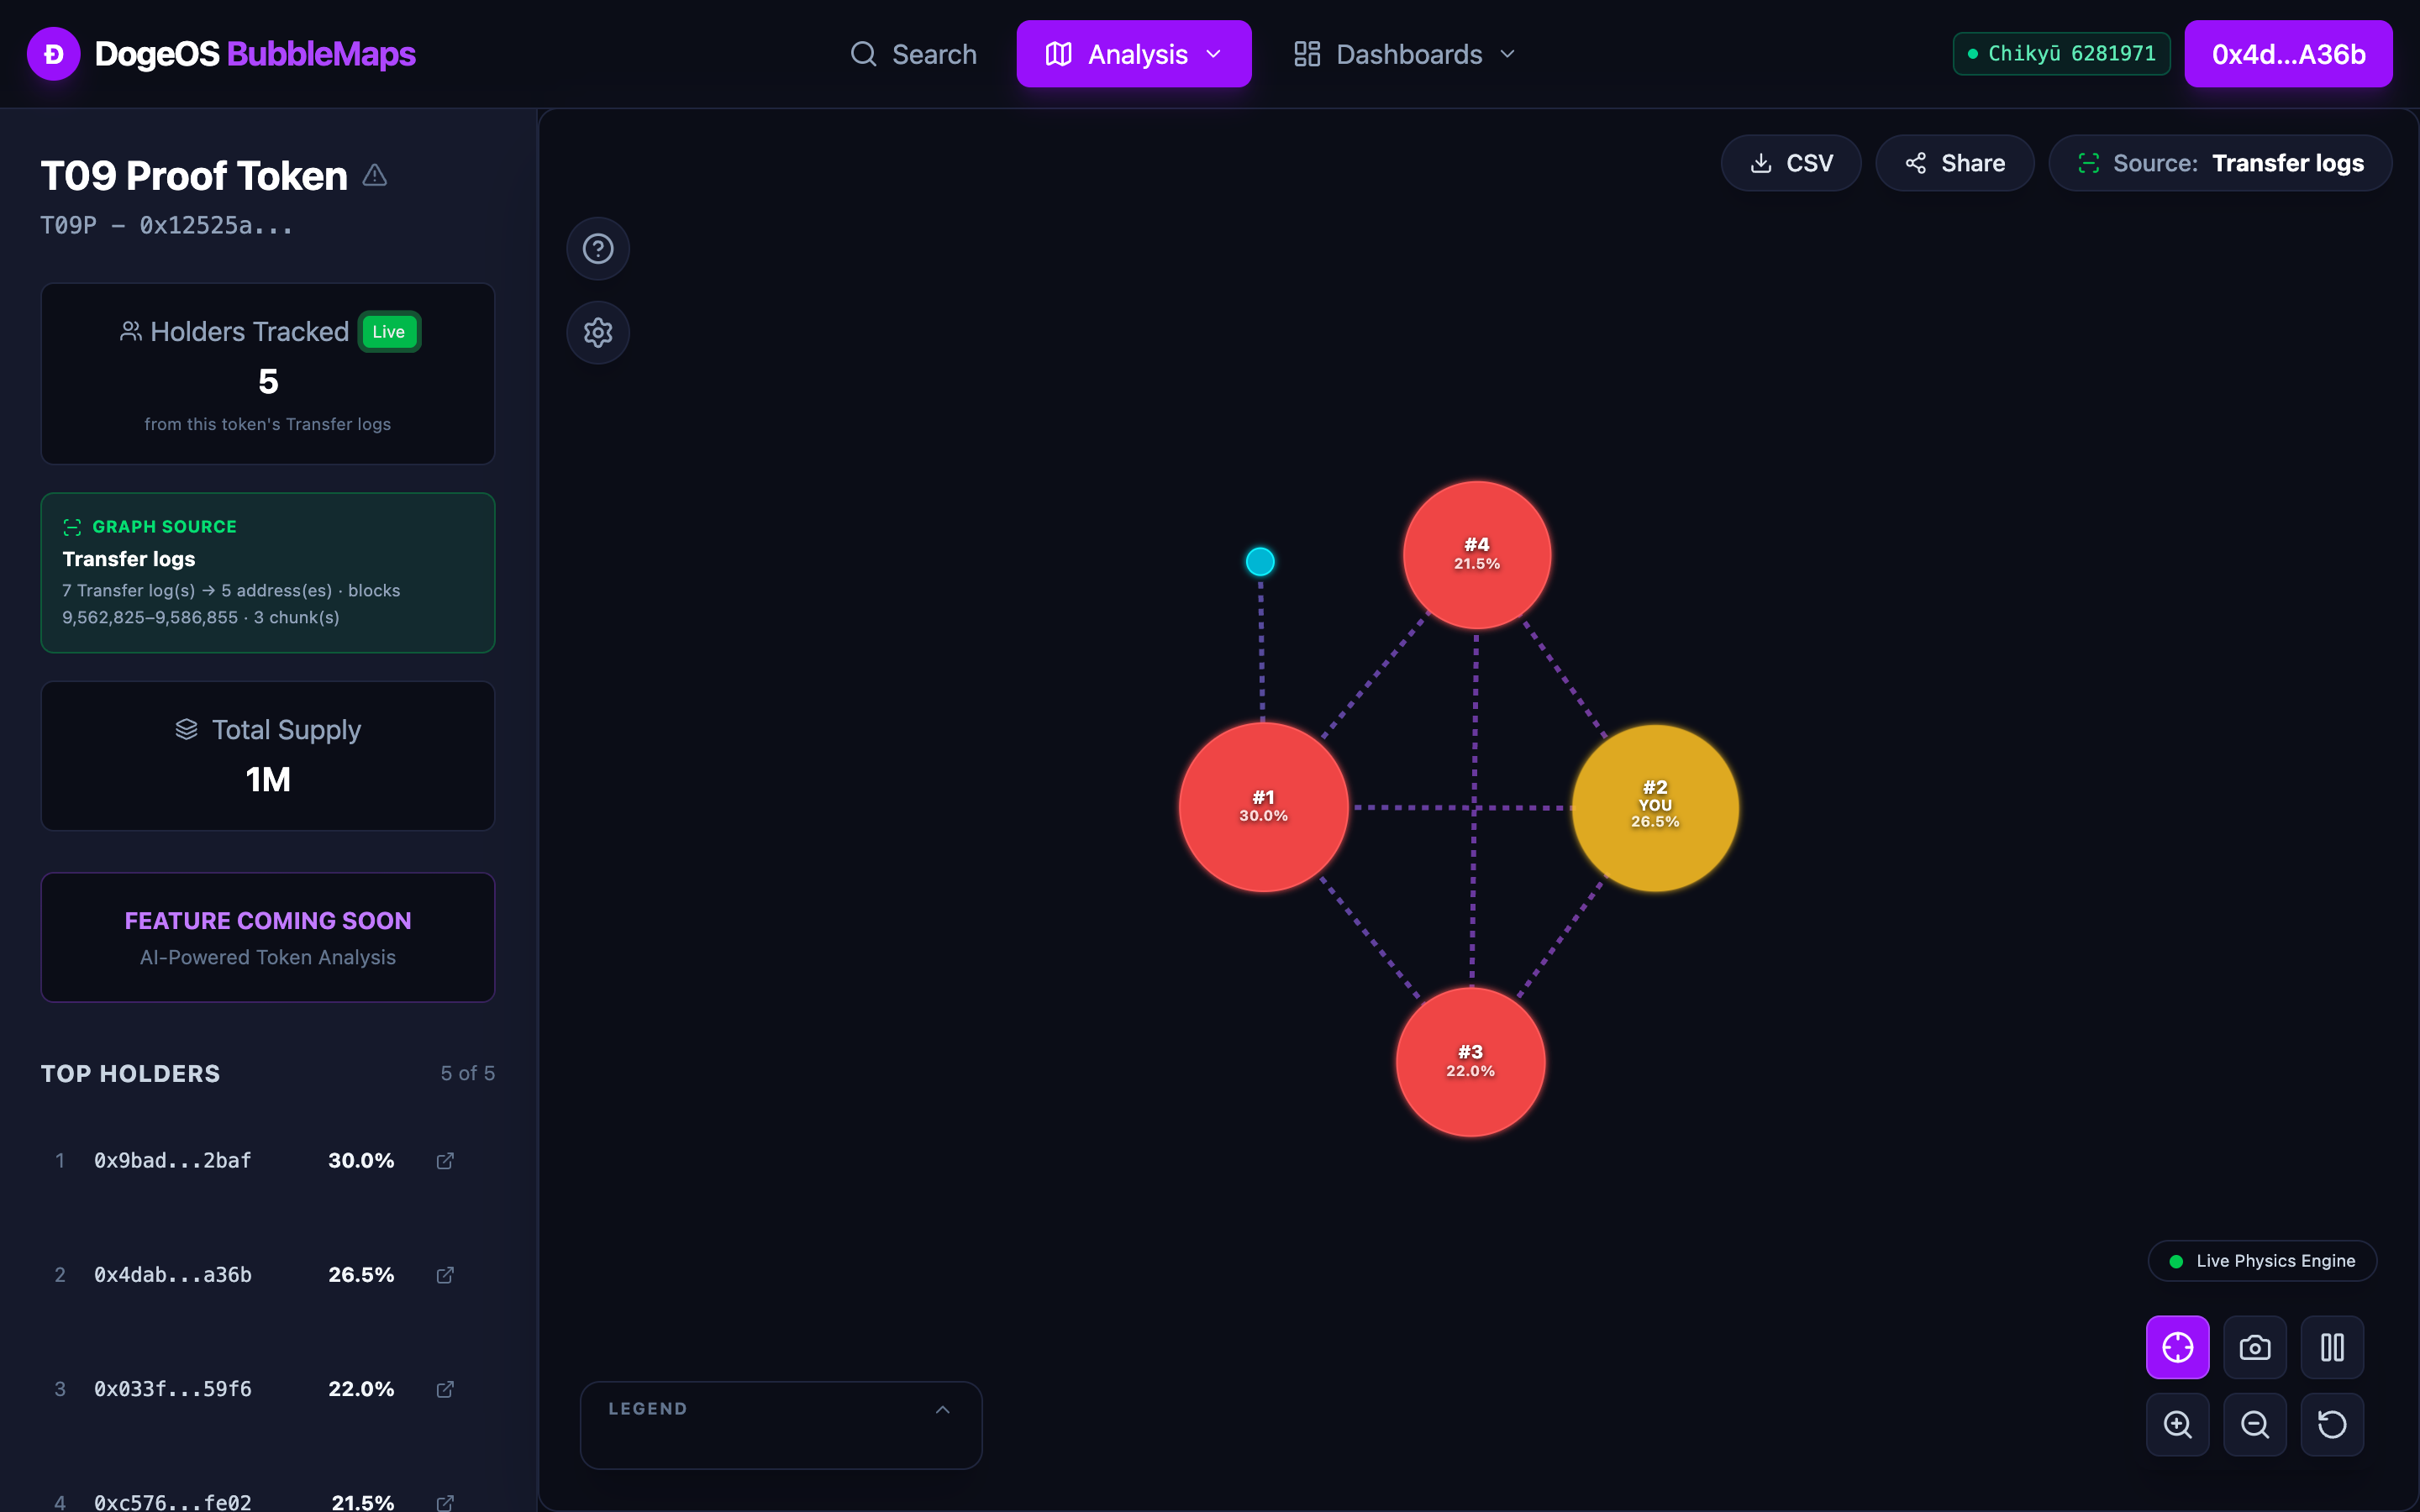 Ð DogeOS BubbleMaps
Search
Analysis
Dashboards
Chikyū 6281971
0x4d...A36b
T09 Proof Token
T09P – 0x12525a...
Holders Tracked Live
5
from this token's Transfer logs
GRAPH SOURCE
Transfer logs
7 Transfer log(s) → 5 address(es) · blocks
9,562,825–9,586,855 · 3 chunk(s)
Total Supply
1M
FEATURE COMING SOON
AI-Powered Token Analysis
TOP HOLDERS 5 of 5
1 0x9bad...2baf 30.0%
2 0x4dab...a36b 26.5%
3 0x033f...59f6 22.0%
4 0xc576...fe02 21.5%
CSV
Share
Source: Transfer logs
#4
21.5%
#1
30.0%
#2
YOU
26.5%
#3
22.0%
Live Physics Engine
LEGEND